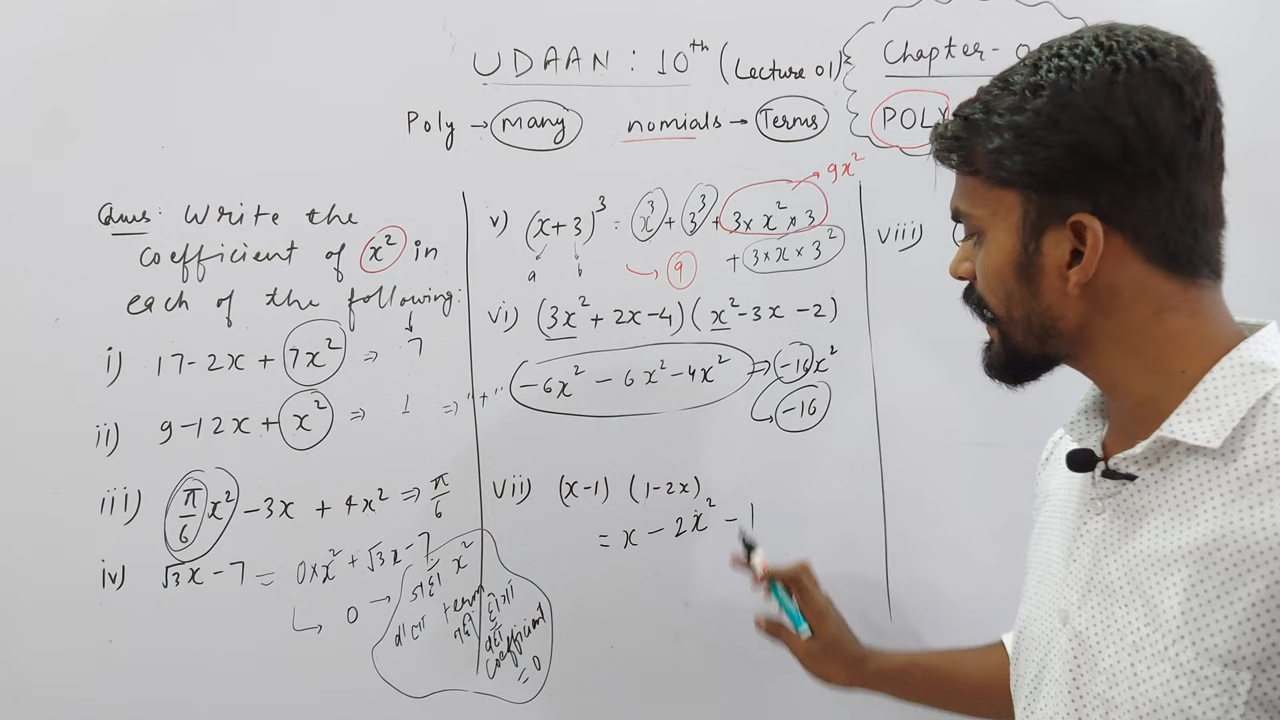 UDAAN : 10th (Lecture 01)
Chapter - 0
Poly → many nomials → Terms
POLY
Ques: Write the
coefficient of x² in
each of the following:
i) 17-2x + 7x² ⇒ 7
ii) 9-12x + x² ⇒ 1 ⇒ "+"
iii) π/6 x² - 3x + 4x² ⇒ π/6
iv) √3x - 7 = 0×x² + √3x - 7
↳ 0 →
x²
term
नहीं
coefficient
= 0
v) (x+3)³ = x³ + 3³ + 3×x²×3 → 9x²
+ 3×x×3²
a b → 9
vi) (3x² + 2x - 4) (x² - 3x - 2)
-6x² - 6x² - 4x² ⇒ -16x²
→ -16
vii) (x-1) (1-2x)
= x - 2x² - 1
viii) (